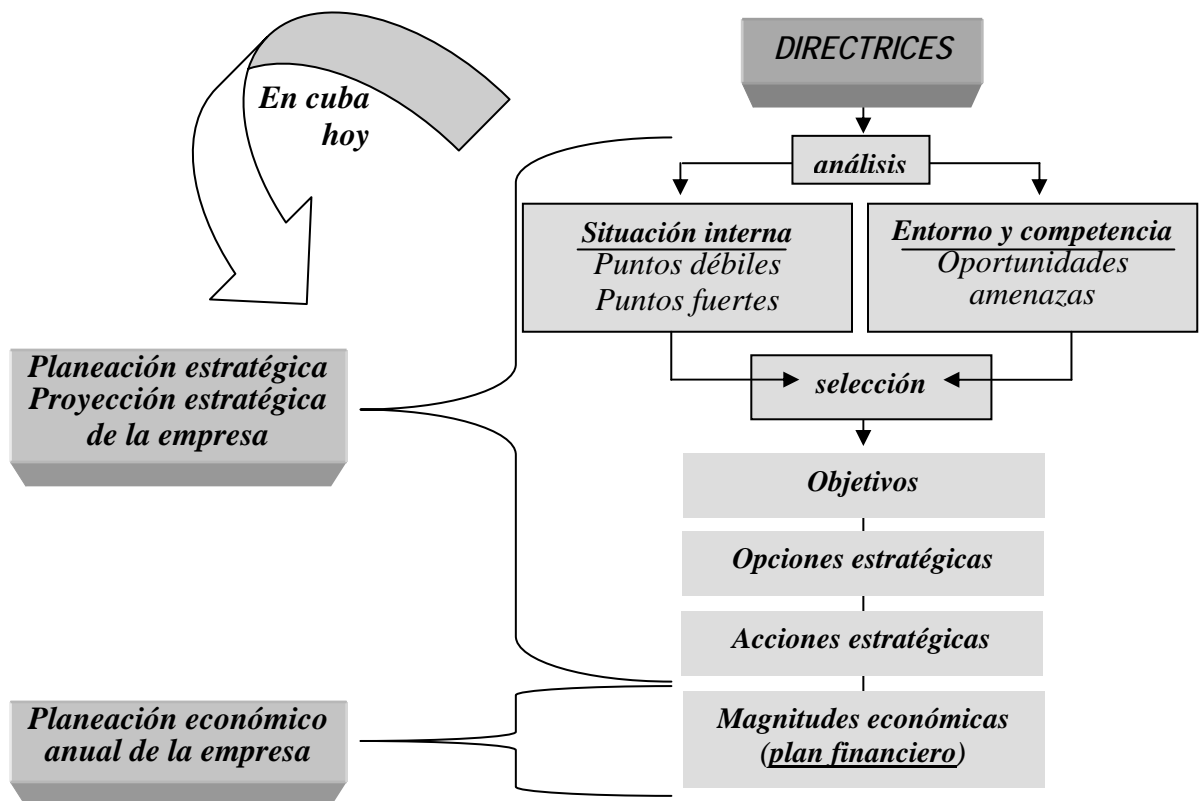 En cuba
hoy
DIRECTRICES
análisis
Situación interna
Puntos débiles
Puntos fuertes
Entorno y competencia
Oportunidades
amenazas
selección
Planeación estratégica
Proyección estratégica
de la empresa
Objetivos
Opciones estratégicas
Acciones estratégicas
Planeación económico
anual de la empresa
Magnitudes económicas
(plan financiero)